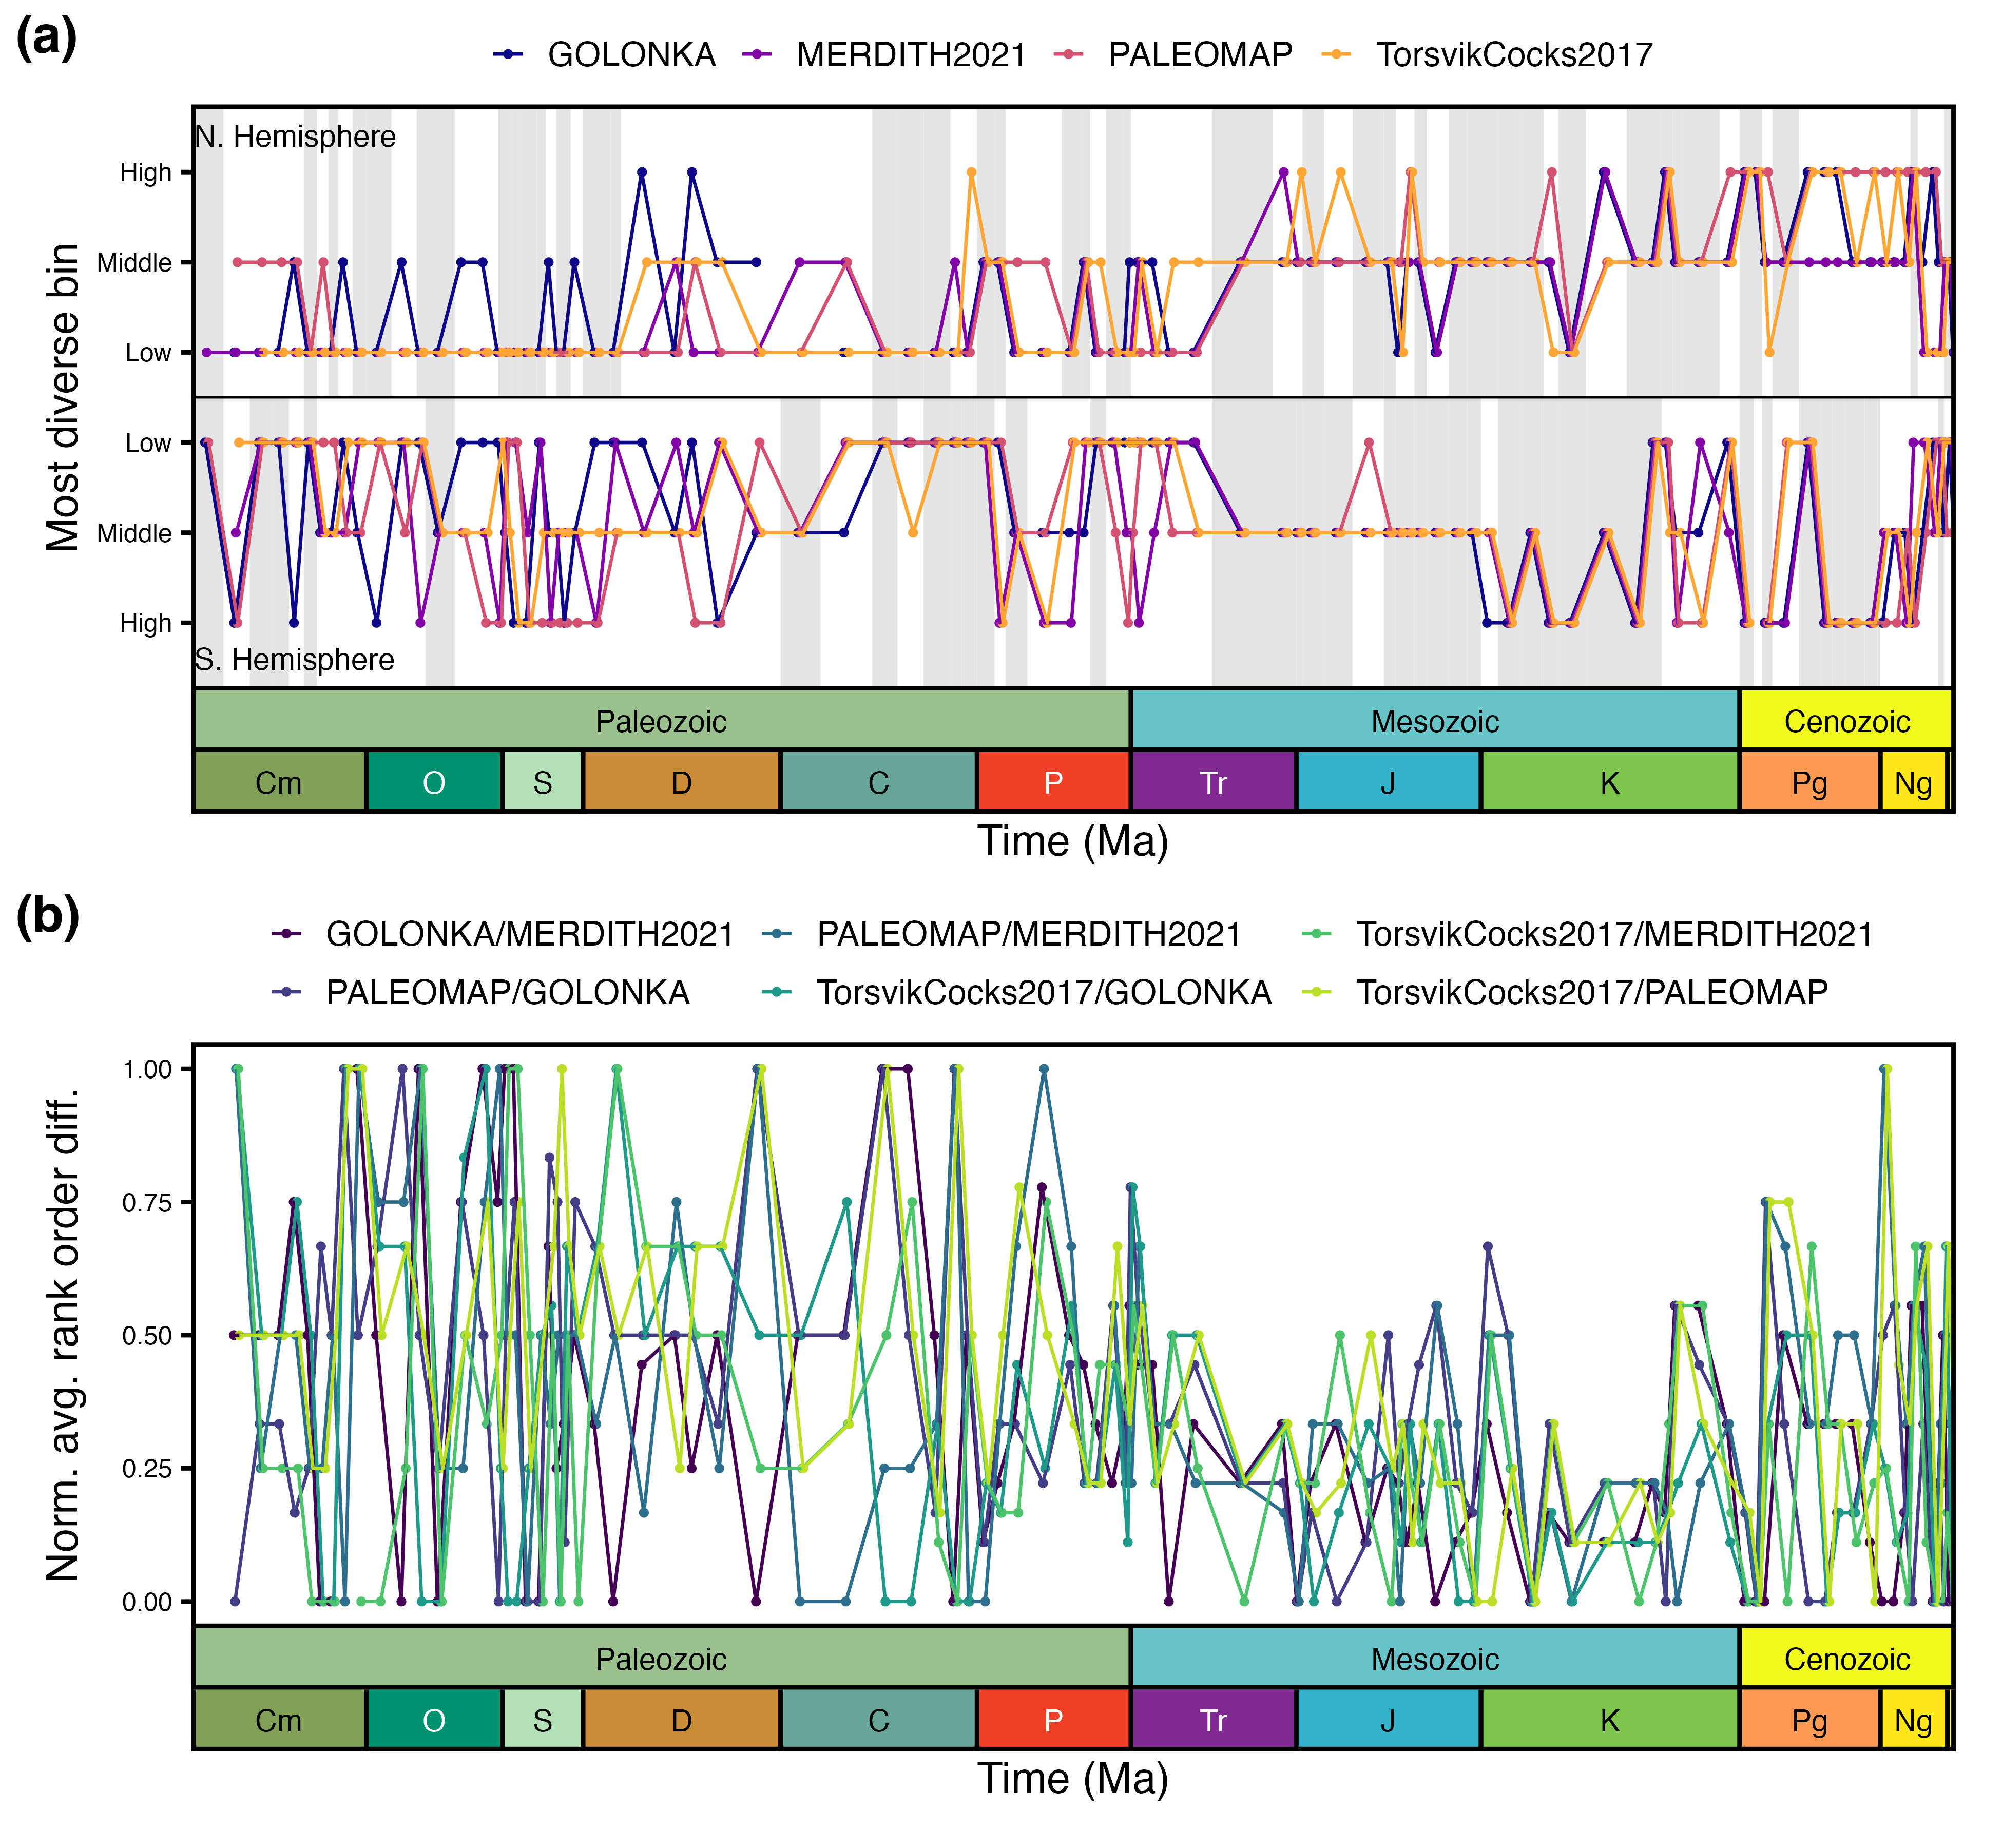 (a)
GOLONKA MERDITH2021 PALEOMAP TorsvikCocks2017
N. Hemisphere
High
Middle
Low
Low
Middle
High
S. Hemisphere
Most diverse bin
Paleozoic Mesozoic Cenozoic
Cm O S D C P Tr J K Pg Ng
Time (Ma)
(b)
GOLONKA/MERDITH2021 PALEOMAP/MERDITH2021 TorsvikCocks2017/MERDITH2021
PALEOMAP/GOLONKA TorsvikCocks2017/GOLONKA TorsvikCocks2017/PALEOMAP
1.00
0.75
0.50
0.25
0.00
Norm. avg. rank order diff.
Paleozoic Mesozoic Cenozoic
Cm O S D C P Tr J K Pg Ng
Time (Ma)